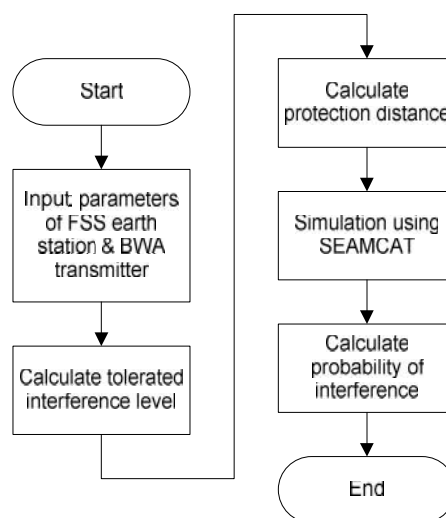 Start
Input parameters
of FSS earth
station & BWA
transmitter
Calculate tolerated
interference level
Calculate
protection distance
Simulation using
SEAMCAT
Calculate
probability of
interference
End